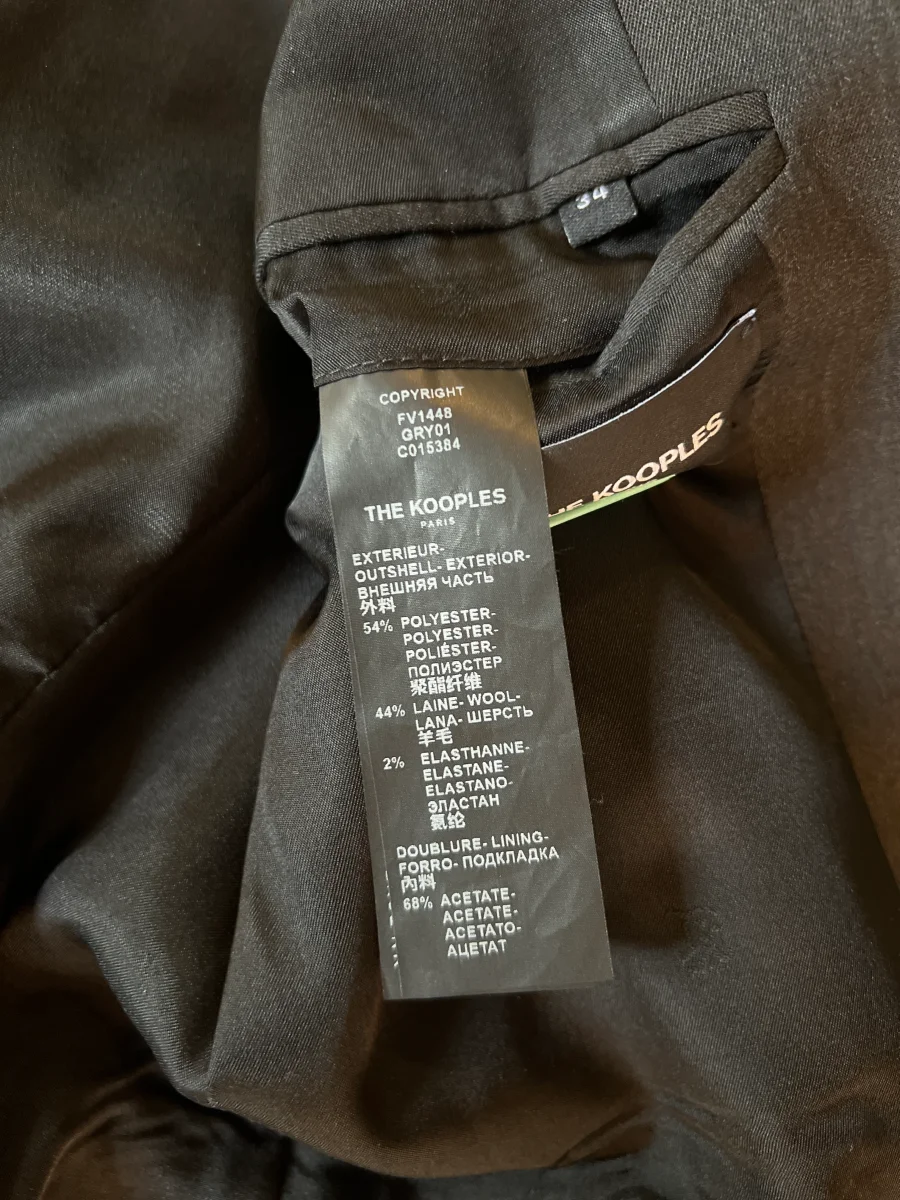 34
COPYRIGHT
FV1448
GRY01
C015384
THE KOOPLES
PARIS
EXTERIEUR-
OUTSHELL- EXTERIOR-
ВНЕШНЯЯ ЧАСТЬ
外料
54% POLYESTER-
POLYESTER-
POLIÉSTER-
ПОЛИЭСТЕР
聚酯纤维
44% LAINE- WOOL-
LANA- ШЕРСТЬ
羊毛
2% ELASTHANNE-
ELASTANE-
ELASTANO-
ЭЛАСТАН
氨纶
DOUBLURE- LINING-
FORRO- ПОДКЛАДКА
內料
68% ACETATE-
ACETATE-
ACETATO-
АЦЕТАТ
KOOPLES